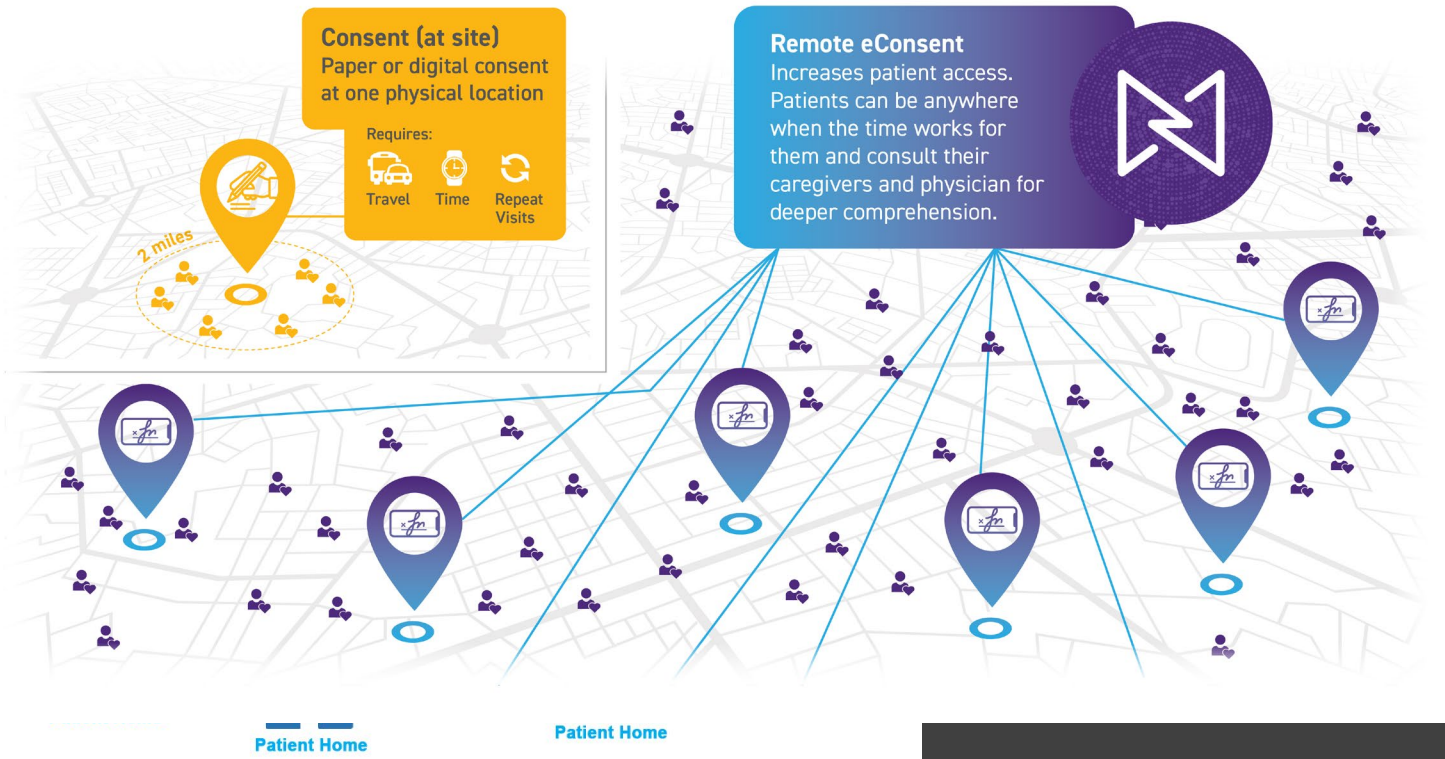 Consent (at site)
Paper or digital consent
at one physical location
Requires:
Travel
Time
Repeat
Visits
2 miles
Remote eConsent
Increases patient access.
Patients can be anywhere
when the time works for
them and consult their
caregivers and physician for
deeper comprehension.
Patient Home
Patient Home